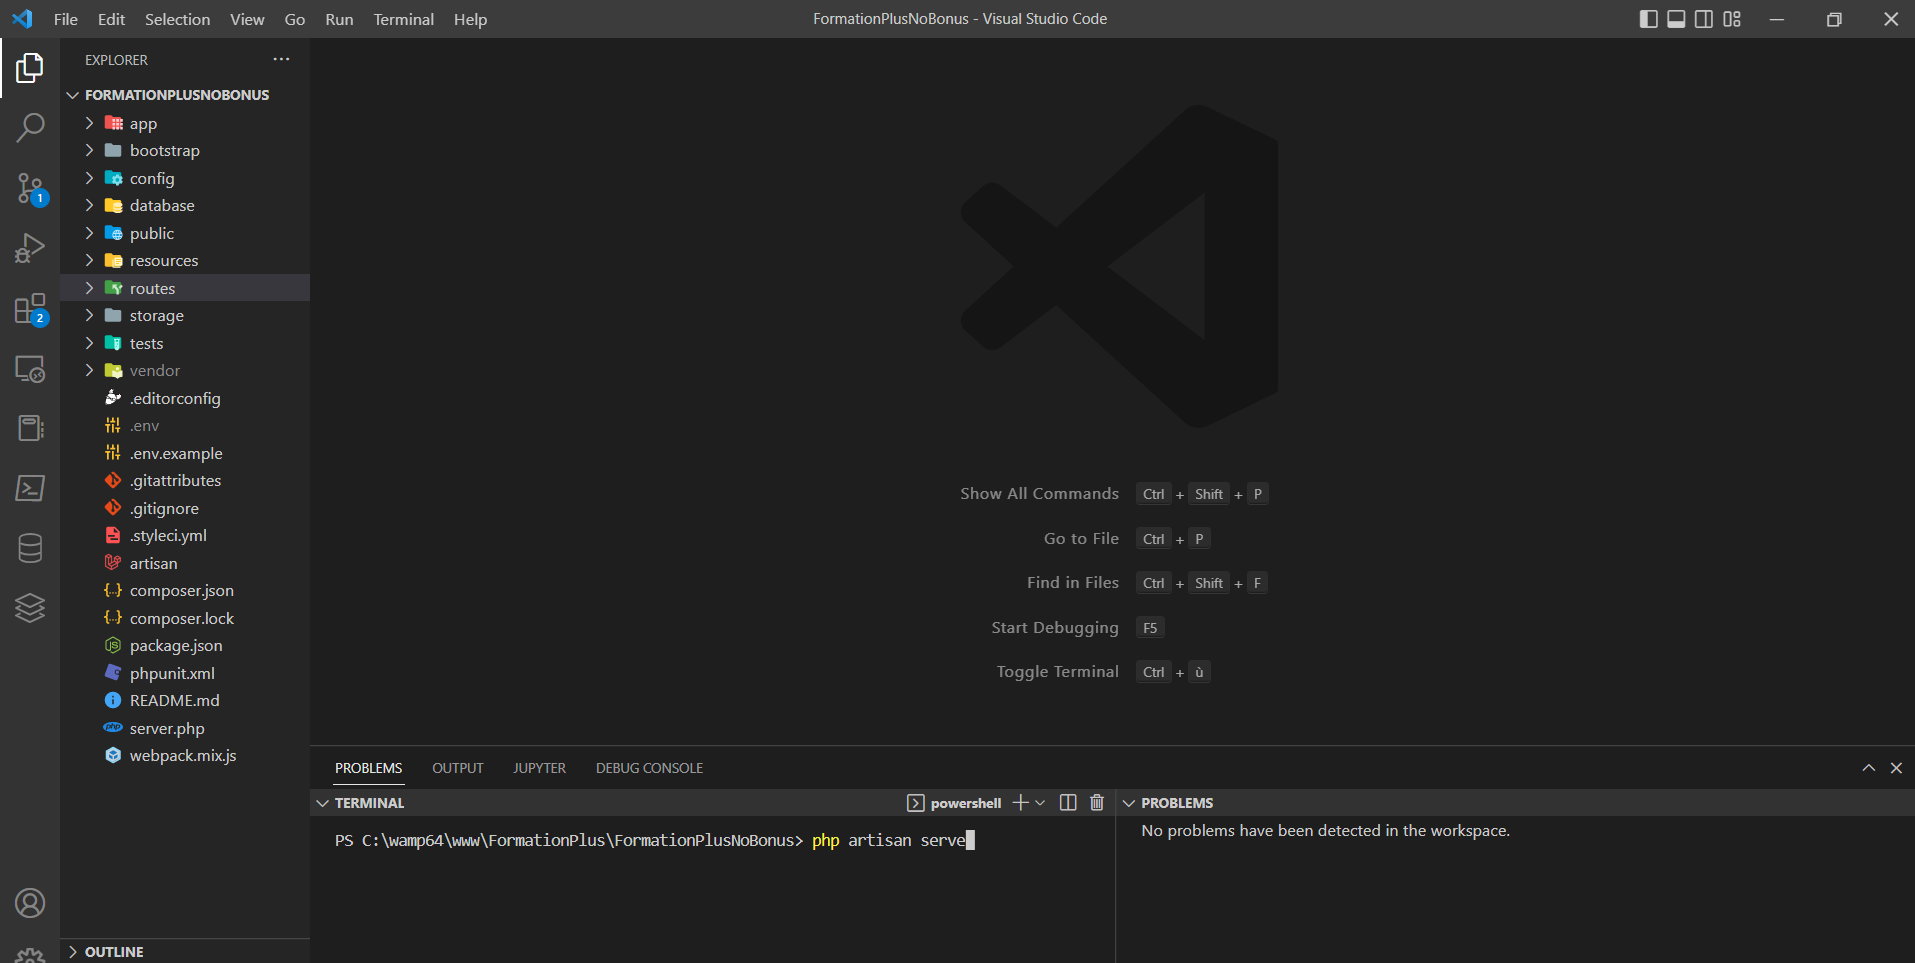 File Edit Selection View Go Run Terminal Help
FormationPlusNoBonus - Visual Studio Code
EXPLORER
FORMATIONPLUSNOBONUS
app
bootstrap
config
database
public
resources
routes
storage
tests
vendor
.editorconfig
.env
.env.example
.gitattributes
.gitignore
.styleci.yml
artisan
composer.json
composer.lock
package.json
phpunit.xml
README.md
server.php
webpack.mix.js
OUTLINE
1
2
Show All Commands Ctrl + Shift + P
Go to File Ctrl + P
Find in Files Ctrl + Shift + F
Start Debugging F5
Toggle Terminal Ctrl + ù
PROBLEMS OUTPUT JUPYTER DEBUG CONSOLE
TERMINAL
powershell
PS C:\wamp64\www\FormationPlus\FormationPlusNoBonus> php artisan serve
PROBLEMS
No problems have been detected in the workspace.